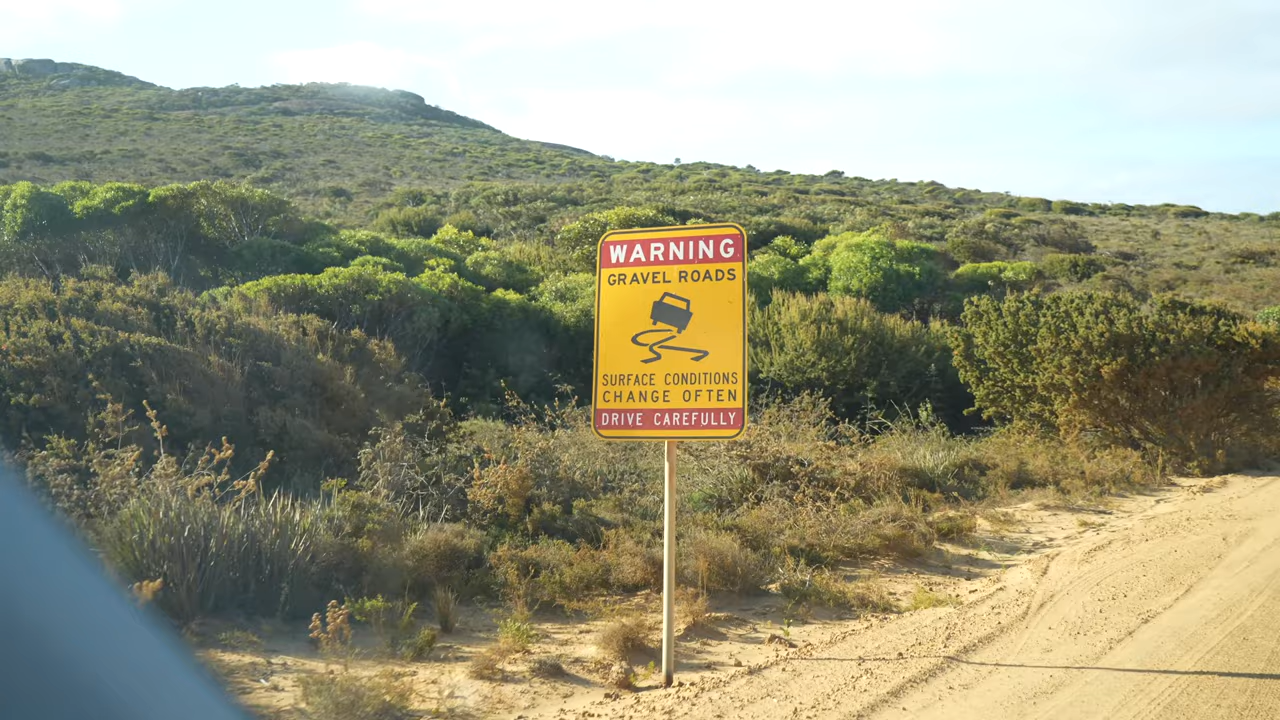 WARNING
GRAVEL ROADS
SURFACE CONDITIONS
CHANGE OFTEN
DRIVE CAREFULLY